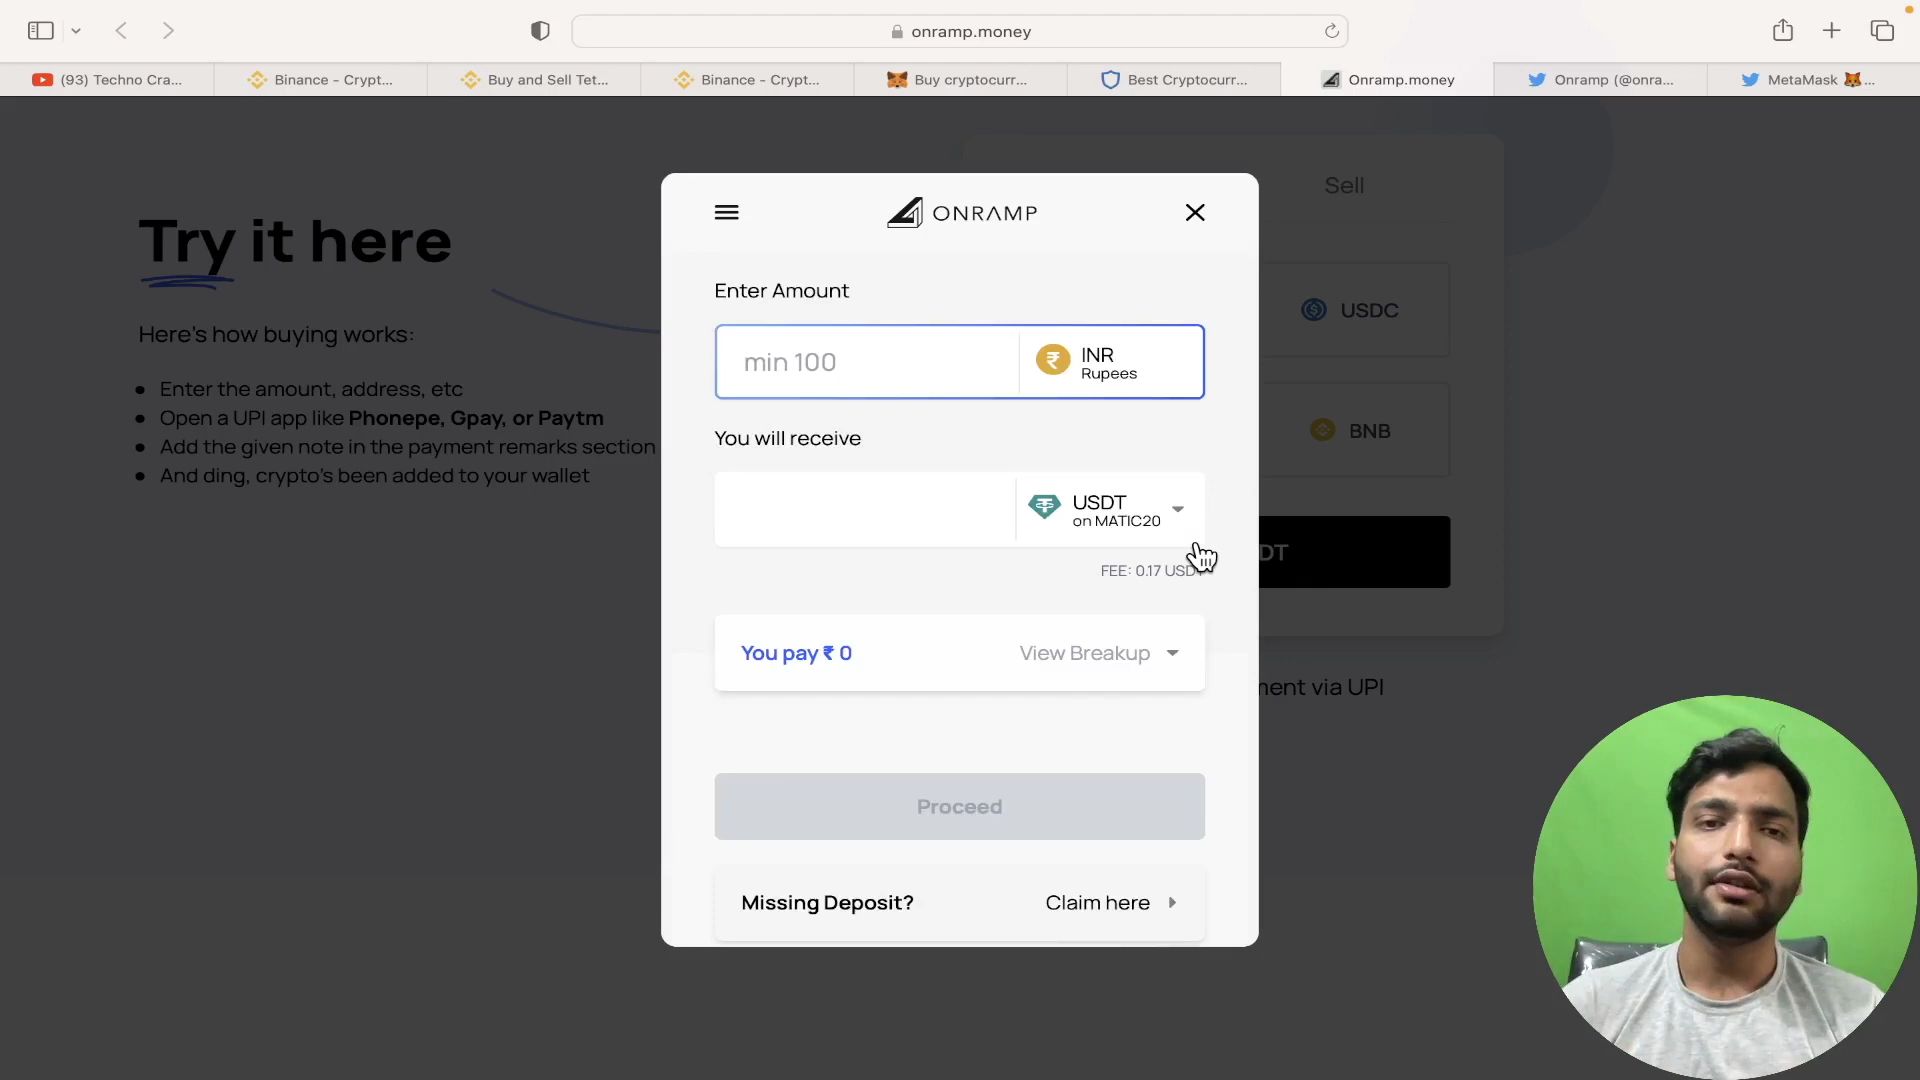 onramp.money
(93) Techno Cra...
Binance – Crypt...
Buy and Sell Tet...
Binance – Crypt...
Buy cryptocurr...
Best Cryptocurr...
Onramp.money
Onramp (@onra...
MetaMask 🦊...
Try it here
Here's how buying works:
Enter the amount, address, etc
Open a UPI app like Phonepe, Gpay, or Paytm
Add the given note in the payment remarks section
And ding, crypto's been added to your wallet
ONRAMP
Enter Amount
min 100
INR
Rupees
You will receive
USDT
on MATIC20
FEE: 0.17 USDT
You pay ₹ 0
View Breakup
Proceed
Missing Deposit?
Claim here
Sell
USDC
BNB
DT
ment via UPI